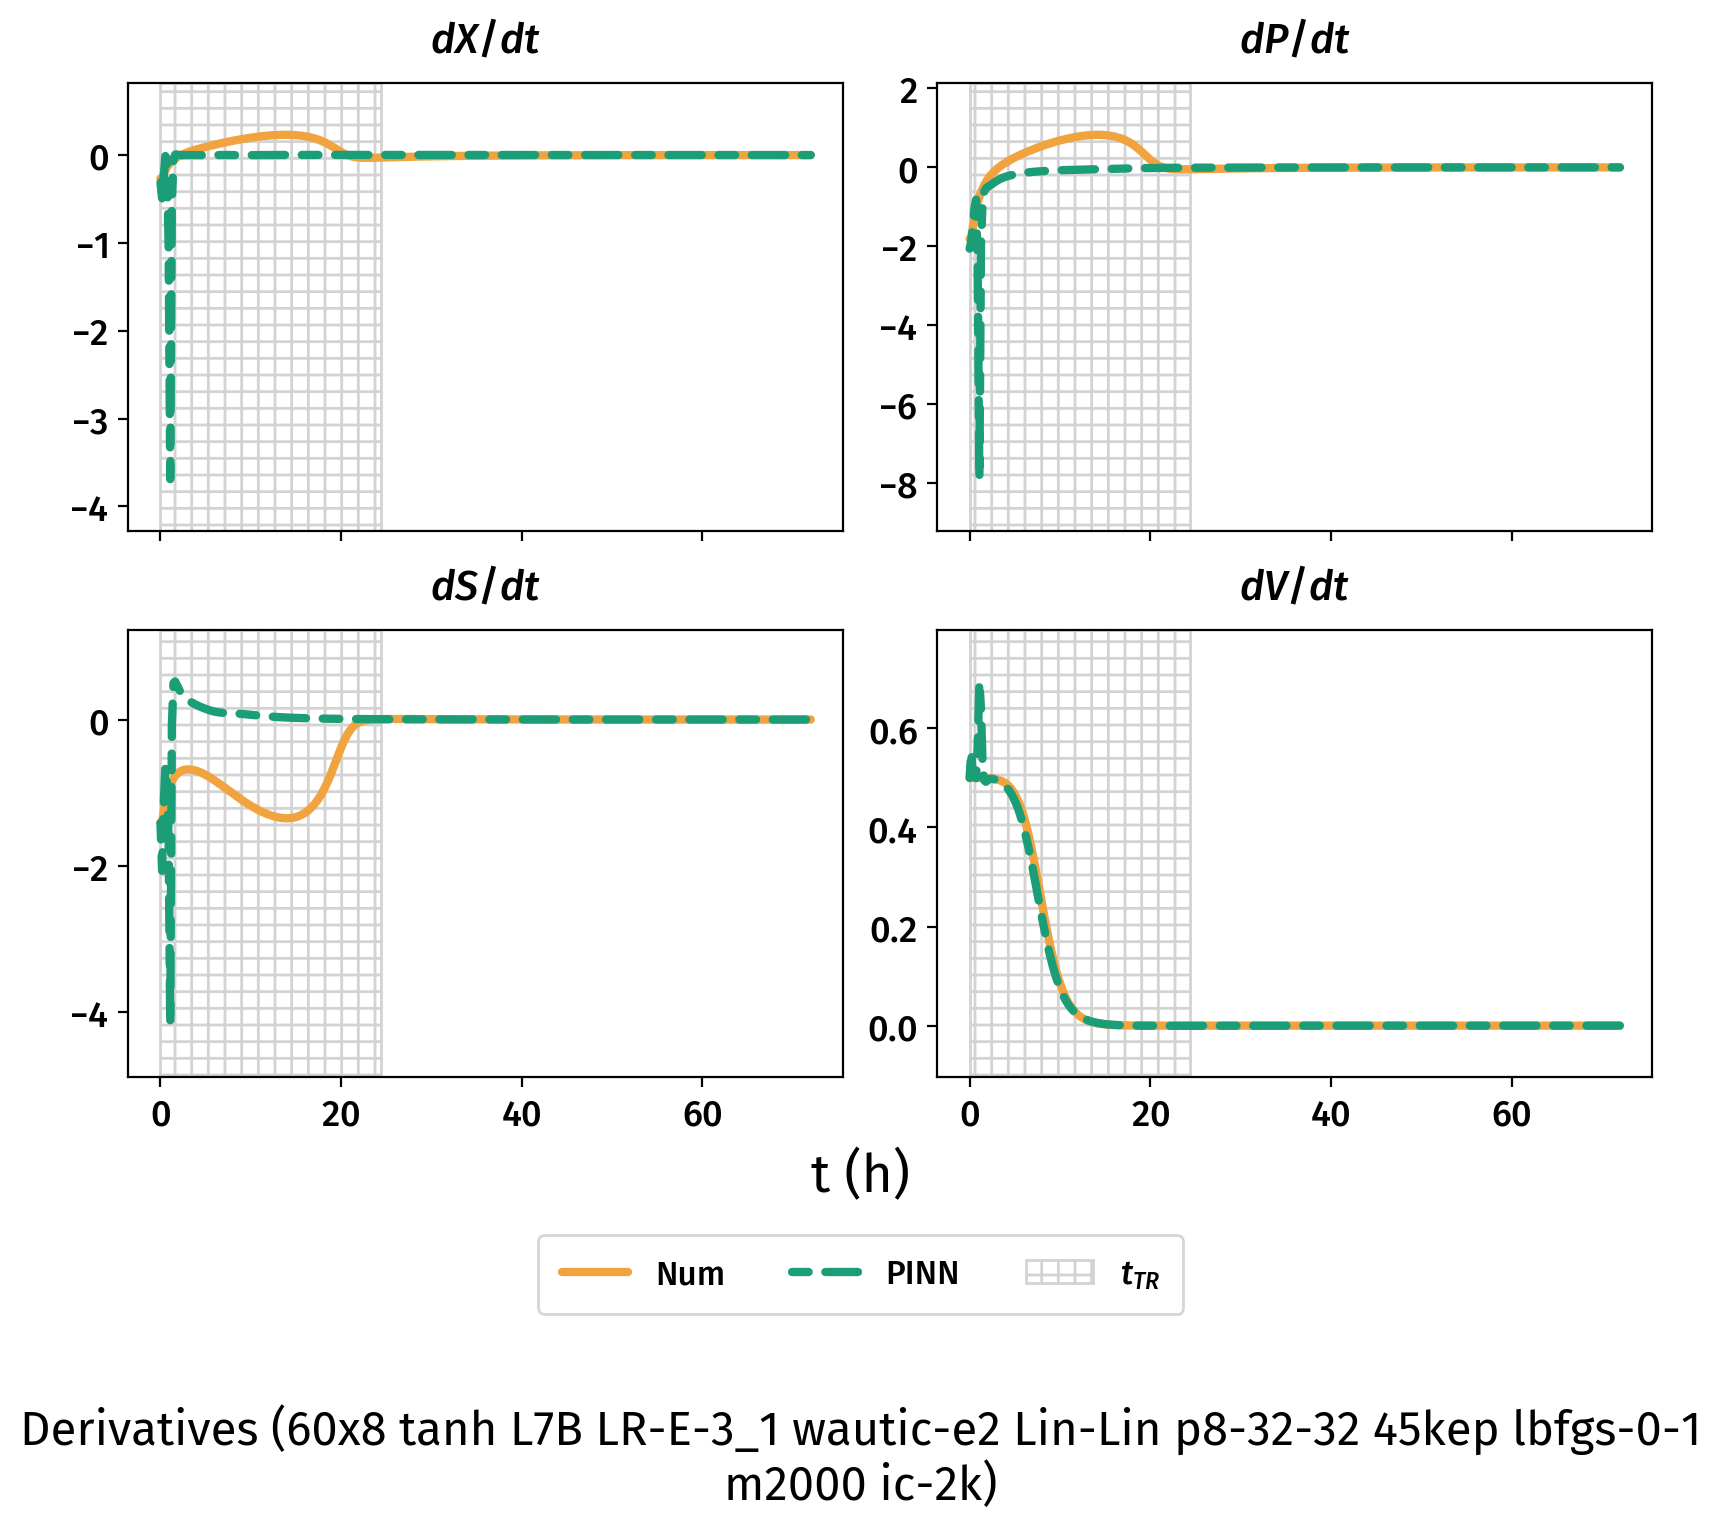 dX/dt
dP/dt
0
−1
−2
−3
−4
2
0
−2
−4
−6
−8
dS/dt
dV/dt
0
−2
−4
0.6
0.4
0.2
0.0
0 20 40 60
0 20 40 60
t (h)
Num PINN tTR
Derivatives (60x8 tanh L7B LR-E-3_1 wautic-e2 Lin-Lin p8-32-32 45kep lbfgs-0-1
m2000 ic-2k)